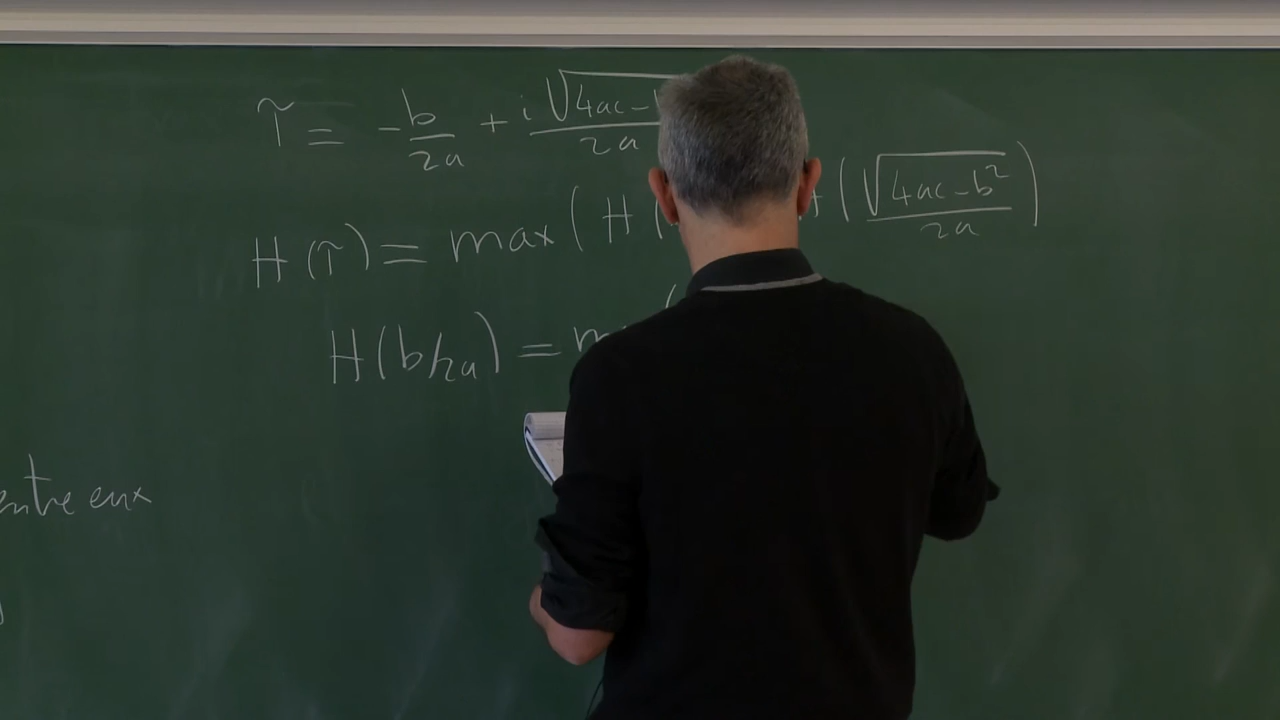 τ = -b/2a + i√4ac-
H(τ) = max(H( (√4ac-b²/2a)
H(b/2a) =
entre eux